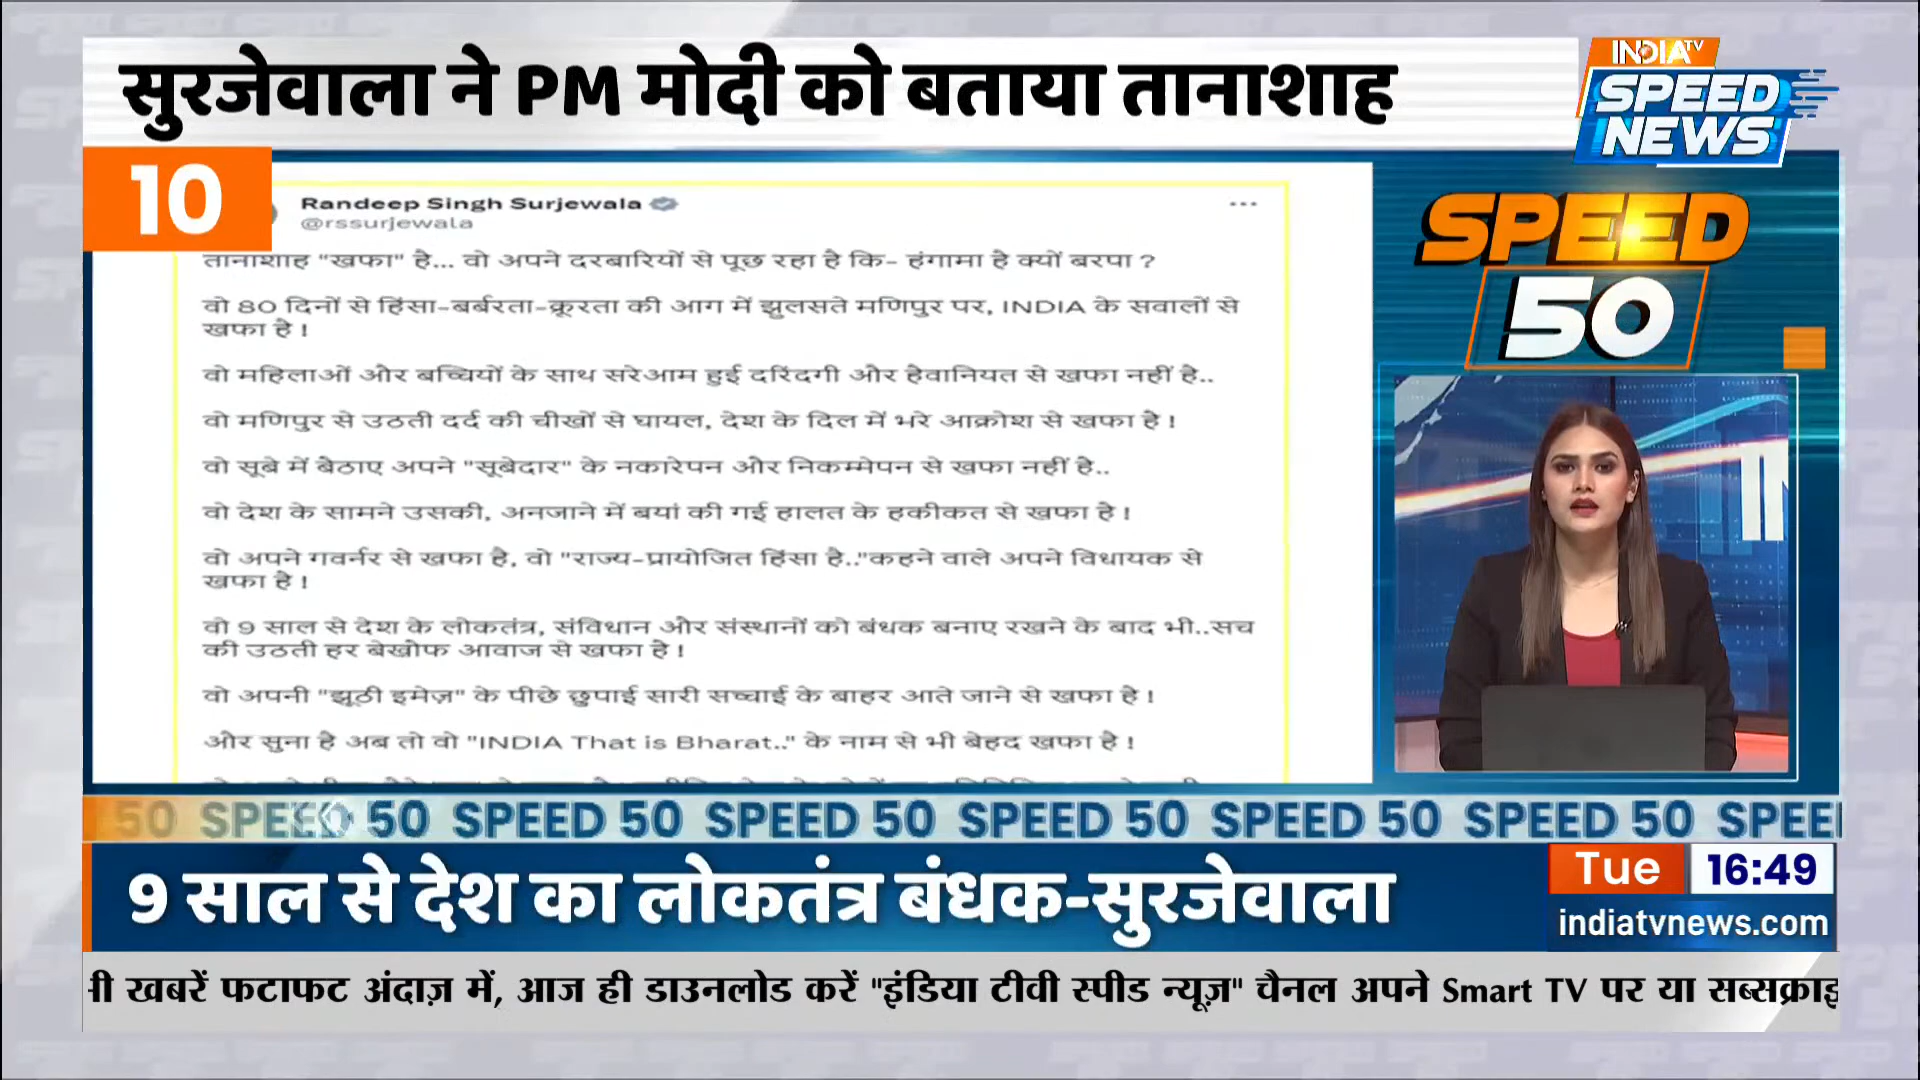 सुरजेवाला ने PM मोदी को बताया तानाशाह
INDIA TV
SPEED
NEWS
10
Randeep Singh Surjewala
@rssurjewala
तानाशाह "खफा" है... वो अपने दरबारियों से पूछ रहा है कि- हंगामा है क्यों बरपा ?
वो 80 दिनों से हिंसा-बर्बरता-क्रूरता की आग में झुलसते मणिपुर पर, INDIA के सवालों से
खफा है !
वो महिलाओं और बच्चियों के साथ सरेआम हुई दरिंदगी और हैवानियत से खफा नहीं है..
वो मणिपुर से उठती दर्द की चीखों से घायल, देश के दिल में भरे आक्रोश से खफा है !
वो सूबे में बैठाए अपने "सूबेदार" के नकारेपन और निकम्मेपन से खफा नहीं है..
वो देश के सामने उसकी, अनजाने में बयां की गई हालत के हकीकत से खफा है !
वो अपने गवर्नर से खफा है, वो "राज्य-प्रायोजित हिंसा है.."कहने वाले अपने विधायक से
खफा है !
वो 9 साल से देश के लोकतंत्र, संविधान और संस्थानों को बंधक बनाए रखने के बाद भी..सच
की उठती हर बेखौफ आवाज से खफा है !
वो अपनी "झूठी इमेज़" के पीछे छुपाई सारी सच्चाई के बाहर आते जाने से खफा है !
और सुना है अब तो वो "INDIA That is Bharat.." के नाम से भी बेहद खफा है !
SPEED
50
50 SPEED 50 SPEED 50 SPEED 50 SPEED 50 SPEED 50 SPEED 50 SPEE
9 साल से देश का लोकतंत्र बंधक-सुरजेवाला
Tue 16:49
indiatvnews.com
खबरें फटाफट अंदाज़ में, आज ही डाउनलोड करें "इंडिया टीवी स्पीड न्यूज़" चैनल अपने Smart TV पर या सब्सक्राइ